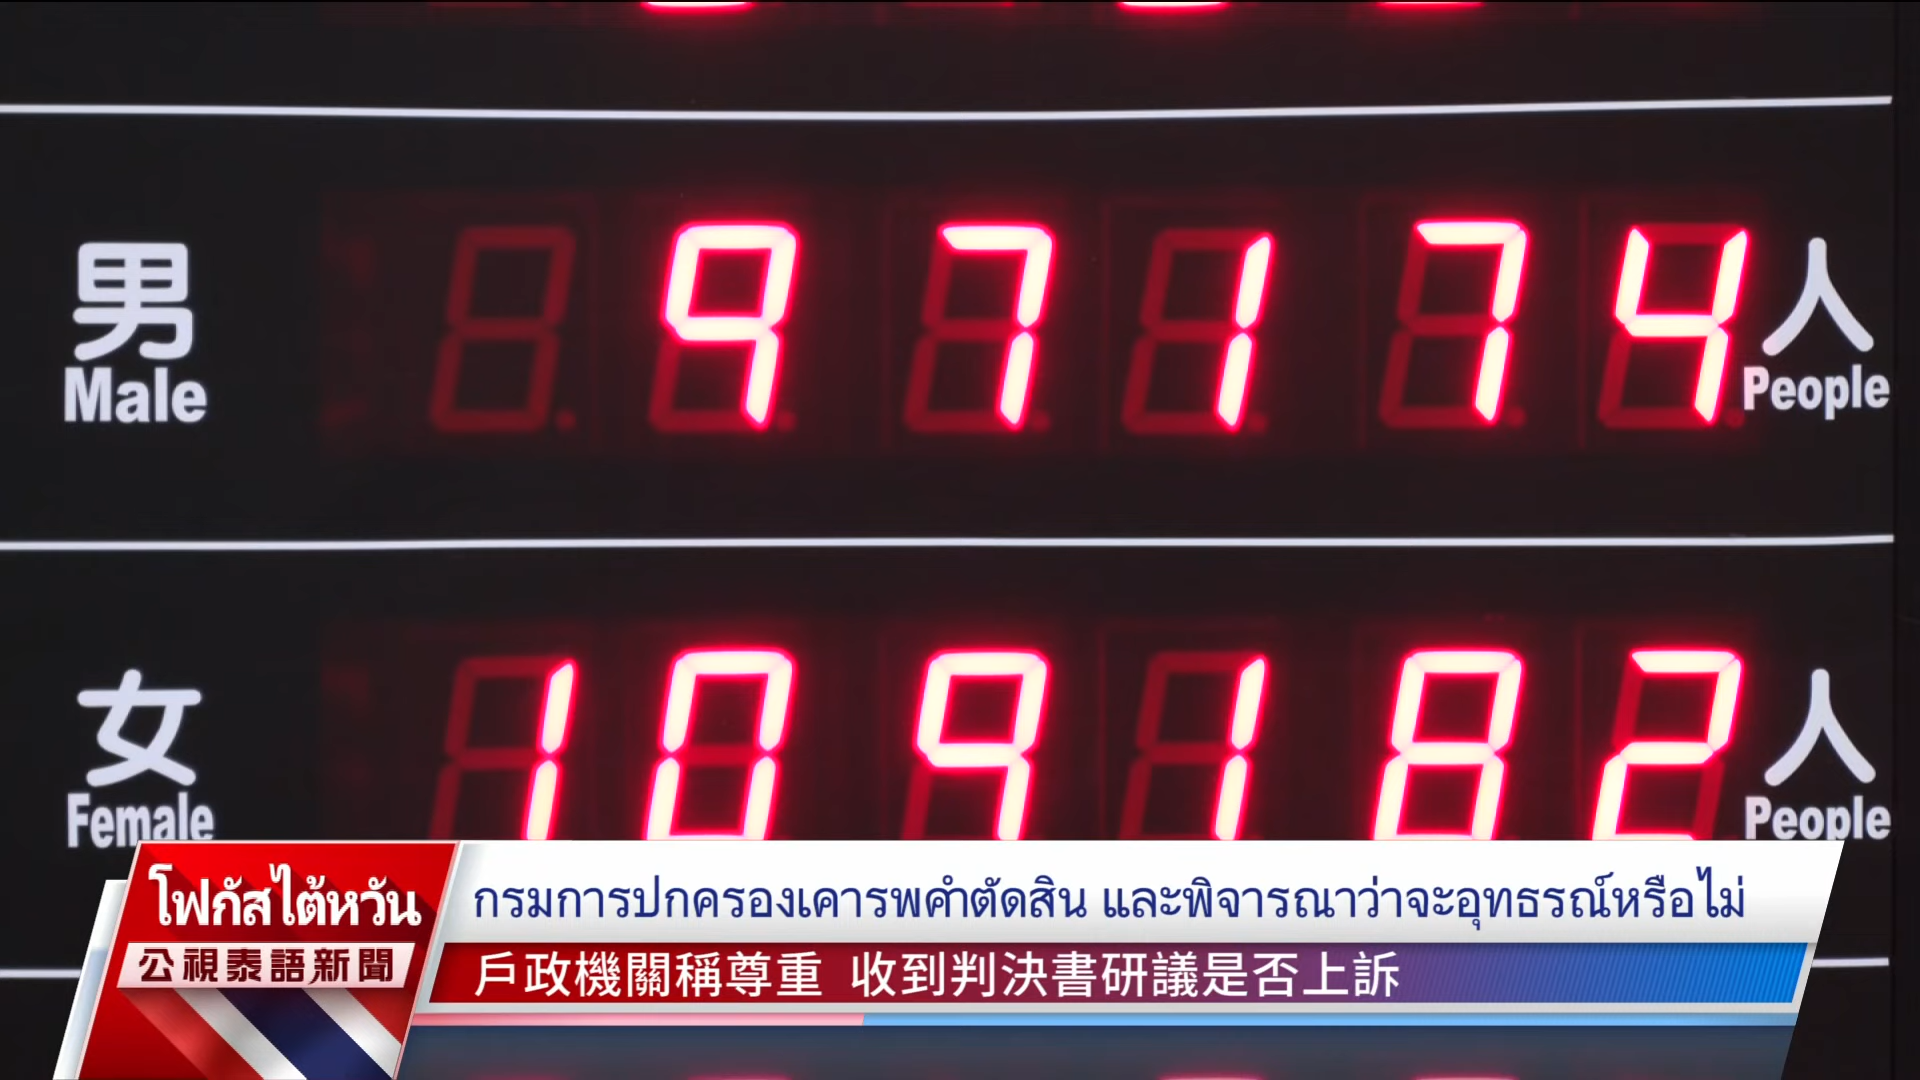 男
Male
97174
人
People
女
Female
109182
人
People
โฟกัสไต้หวัน
公視泰語新聞
กรมการปกครองเคารพคำตัดสิน และพิจารณาว่าจะอุทธรณ์หรือไม่
戶政機關稱尊重 收到判決書研議是否上訴